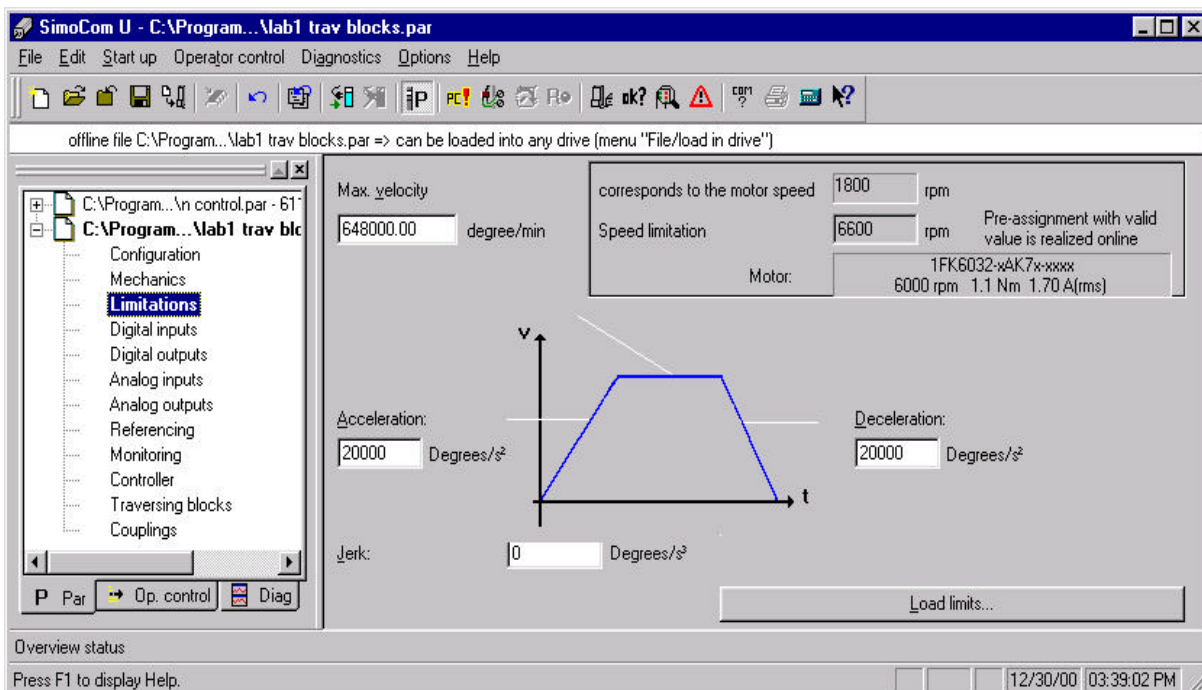 SimoCom U - C:\Program...\lab1 trav blocks.par
File Edit Start up Operator control Diagnostics Options Help
P PC! ok? com?
offline file C:\Program...\lab1 trav blocks.par => can be loaded into any drive (menu "File/load in drive")
C:\Program...\n control.par - 611
C:\Program...\lab1 trav blo
Configuration
Mechanics
Limitations
Digital inputs
Digital outputs
Analog inputs
Analog outputs
Referencing
Monitoring
Controller
Traversing blocks
Couplings
P Par Op. control Diag
Max. velocity
648000.00 degree/min
corresponds to the motor speed 1800 rpm
Speed limitation 6600 rpm
Pre-assignment with valid
value is realized online
Motor:
1FK6032-xAK7x-xxxx
6000 rpm 1.1 Nm 1.70 A(rms)
v
t
Acceleration:
20000 Degrees/s²
Deceleration:
20000 Degrees/s²
Jerk: 0 Degrees/s³
Load limits...
Overview status
Press F1 to display Help.
12/30/00 03:39:02 PM